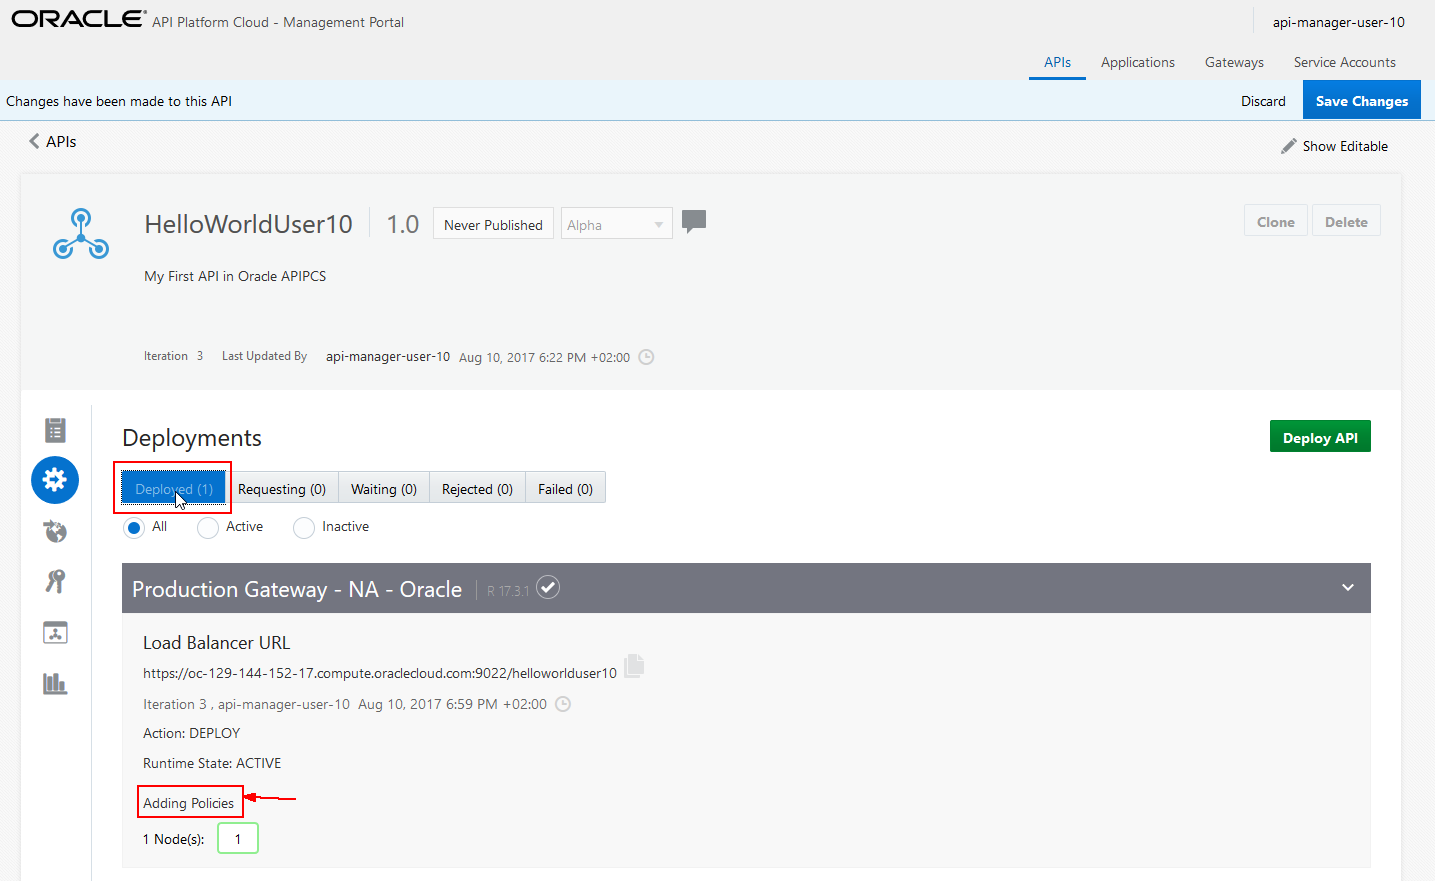 ORACLE API Platform Cloud - Management Portal
api-manager-user-10
APIs Applications Gateways Service Accounts
Changes have been made to this API
Discard Save Changes
APIs
Show Editable
HelloWorldUser10 1.0 Never Published Alpha
Clone Delete
My First API in Oracle APIPCS
Iteration 3 Last Updated By api-manager-user-10 Aug 10, 2017 6:22 PM +02:00
Deployments
Deploy API
Deployed (1) Requesting (0) Waiting (0) Rejected (0) Failed (0)
All Active Inactive
Production Gateway - NA - Oracle R 17.3.1
Load Balancer URL
https://oc-129-144-152-17.compute.oraclecloud.com:9022/helloworlduser10
Iteration 3 , api-manager-user-10 Aug 10, 2017 6:59 PM +02:00
Action: DEPLOY
Runtime State: ACTIVE
Adding Policies
1 Node(s): 1